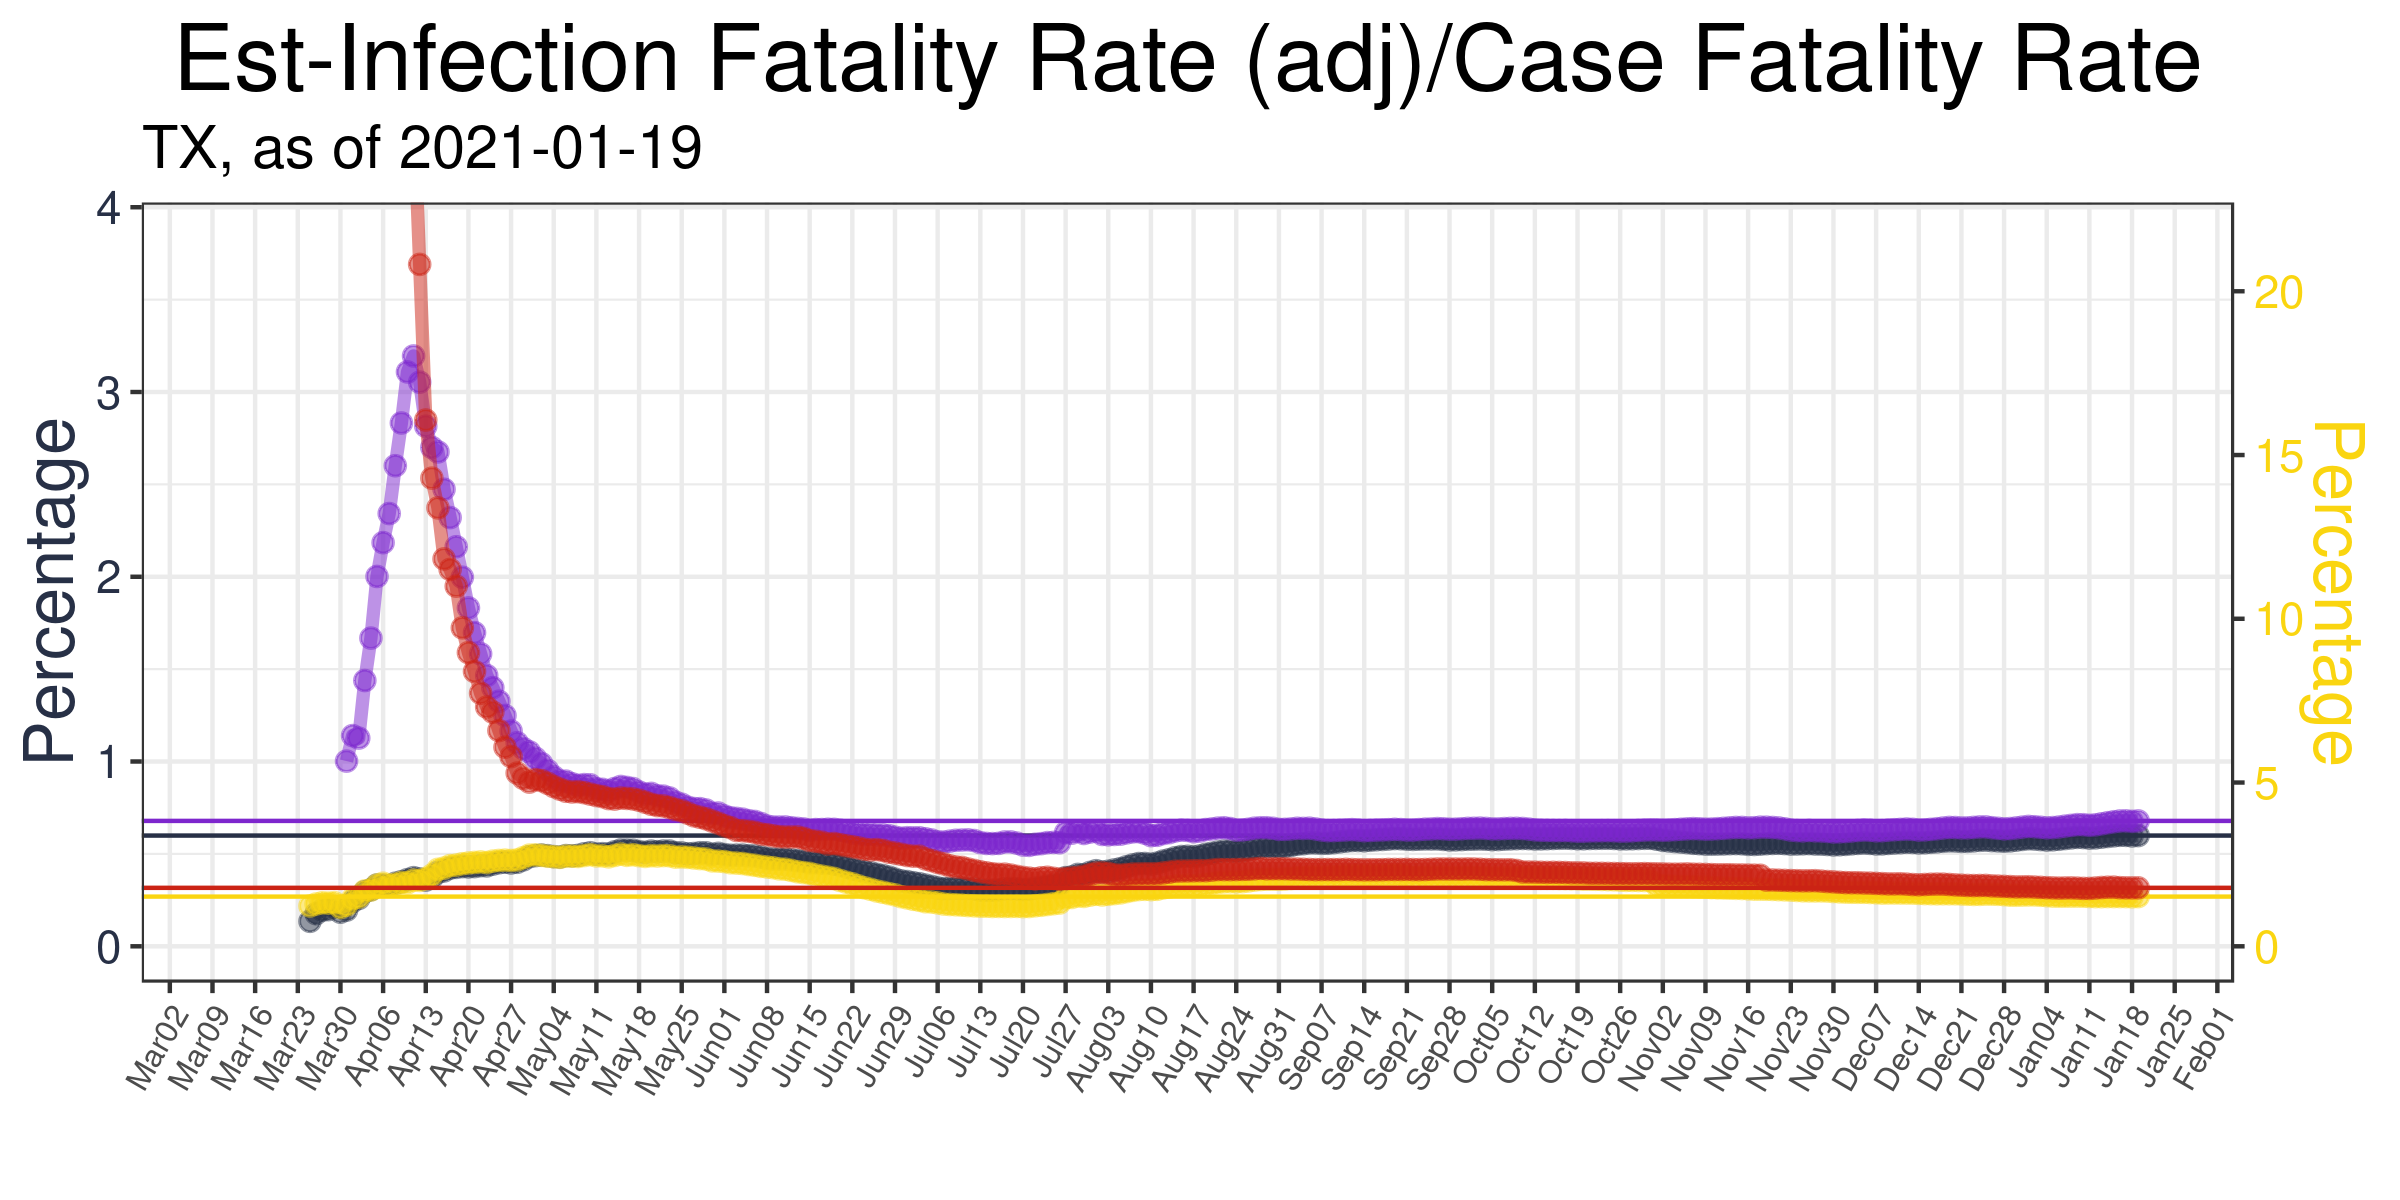 Est-Infection Fatality Rate (adj)/Case Fatality Rate
TX, as of 2021-01-19
Percentage
4
3
2
1
0
20
15
10
5
0
Percentage
Mar02
Mar09
Mar16
Mar23
Mar30
Apr06
Apr13
Apr20
Apr27
May04
May11
May18
May25
Jun01
Jun08
Jun15
Jun22
Jun29
Jul06
Jul13
Jul20
Jul27
Aug03
Aug10
Aug17
Aug24
Aug31
Sep07
Sep14
Sep21
Sep28
Oct05
Oct12
Oct19
Oct26
Nov02
Nov09
Nov16
Nov23
Nov30
Dec07
Dec14
Dec21
Dec28
Jan04
Jan11
Jan18
Jan25
Feb01